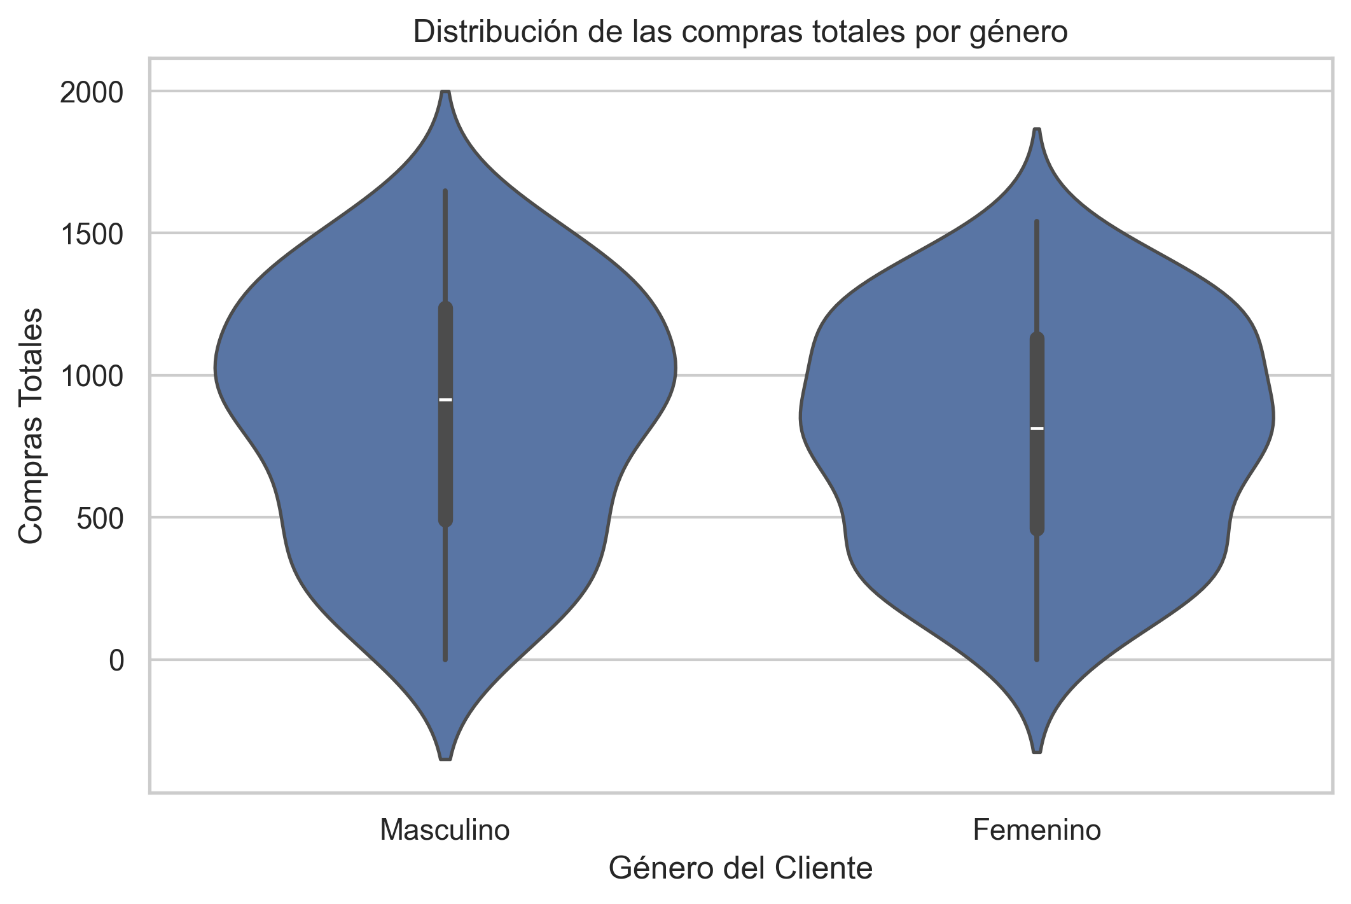 Distribución de las compras totales por género
2000
1500
1000
500
0
Compras Totales
Masculino
Femenino
Género del Cliente